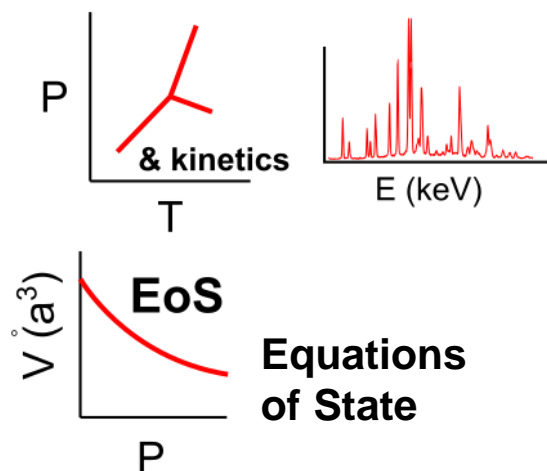 P
& kinetics
T
E (keV)
EoS
V (a³)
°
P
Equations
of State